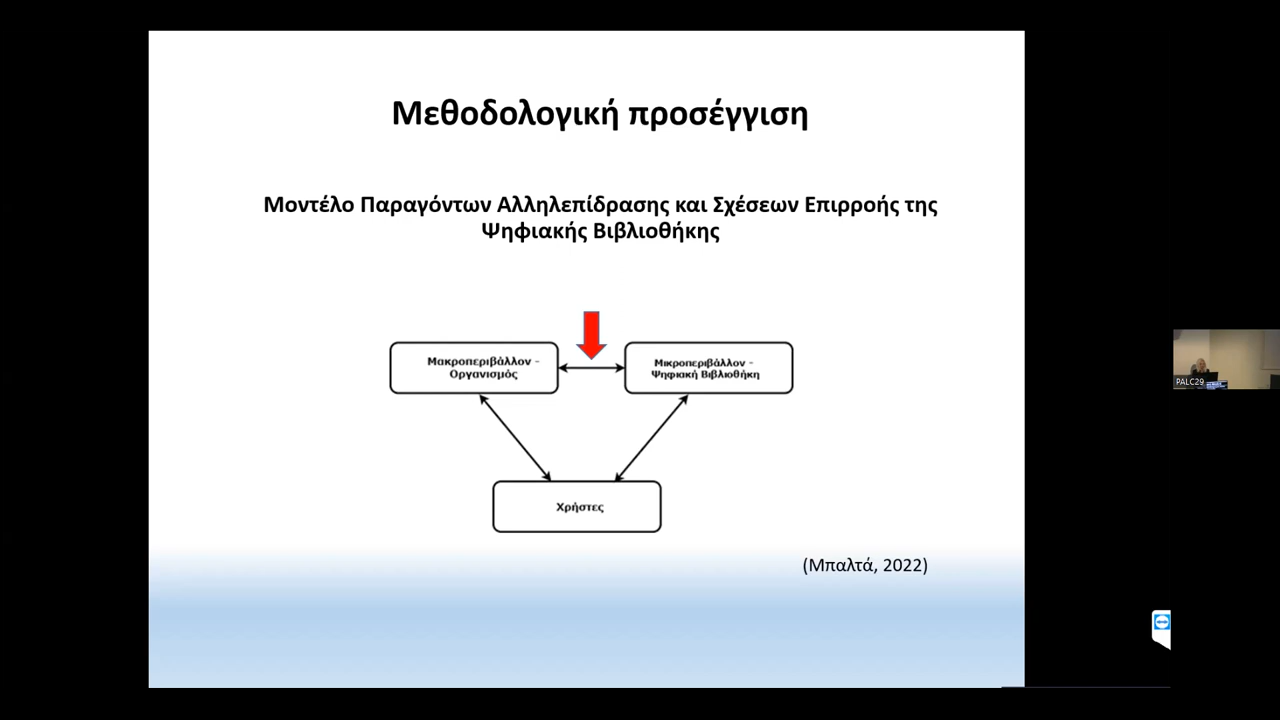 Μεθοδολογική προσέγγιση
Μοντέλο Παραγόντων Αλληλεπίδρασης και Σχέσεων Επιρροής της
Ψηφιακής Βιβλιοθήκης
Μακροπεριβάλλον -
Οργανισμός
Μικροπεριβάλλον -
Ψηφιακή Βιβλιοθήκη
Χρήστες
(Μπαλτά, 2022)
PALC29